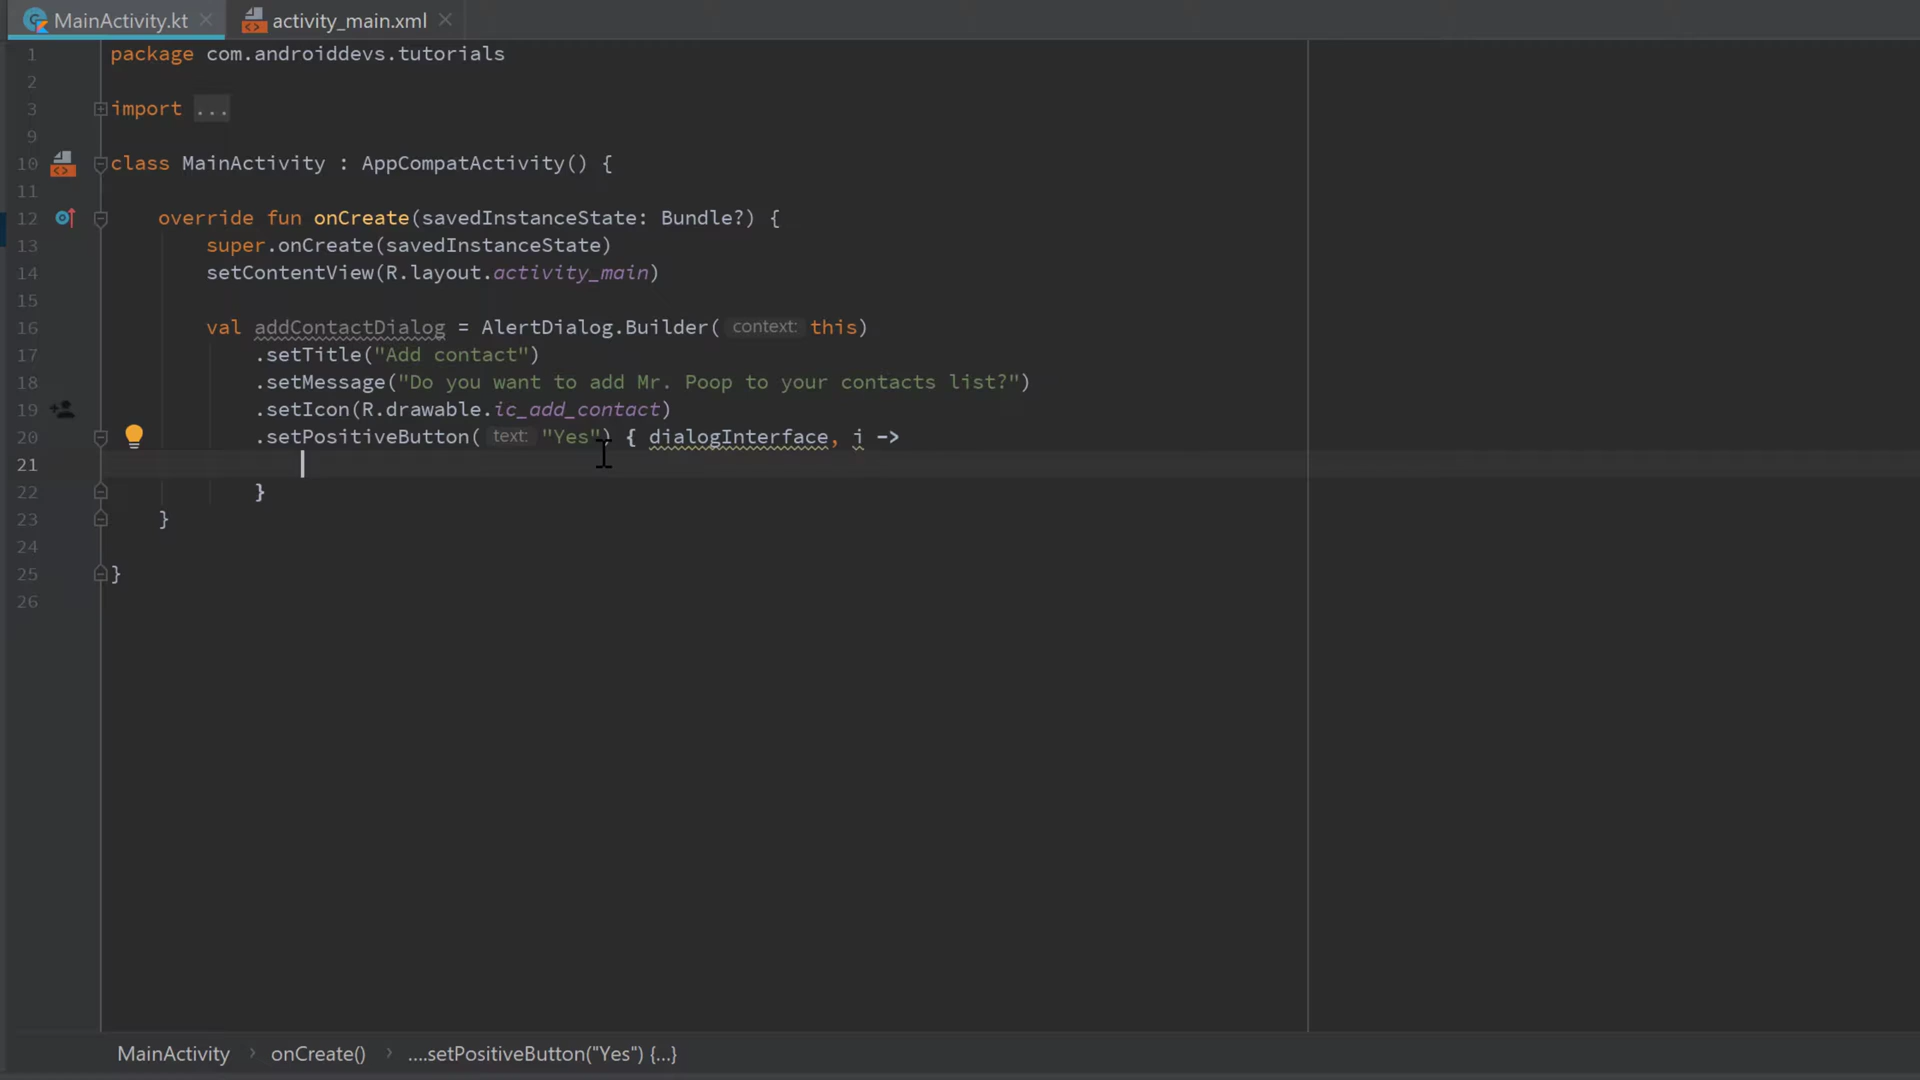 MainActivity.kt activity_main.xml
1 package com.androiddevs.tutorials
2
3 import ...
9
10 class MainActivity : AppCompatActivity() {
11
12 override fun onCreate(savedInstanceState: Bundle?) {
13 super.onCreate(savedInstanceState)
14 setContentView(R.layout.activity_main)
15
16 val addContactDialog = AlertDialog.Builder( context: this)
17 .setTitle("Add contact")
18 .setMessage("Do you want to add Mr. Poop to your contacts list?")
19 .setIcon(R.drawable.ic_add_contact)
20 .setPositiveButton( text: "Yes") { dialogInterface, i ->
21
22 }
23 }
24
25 }
26
MainActivity › onCreate() › ....setPositiveButton("Yes") {...}